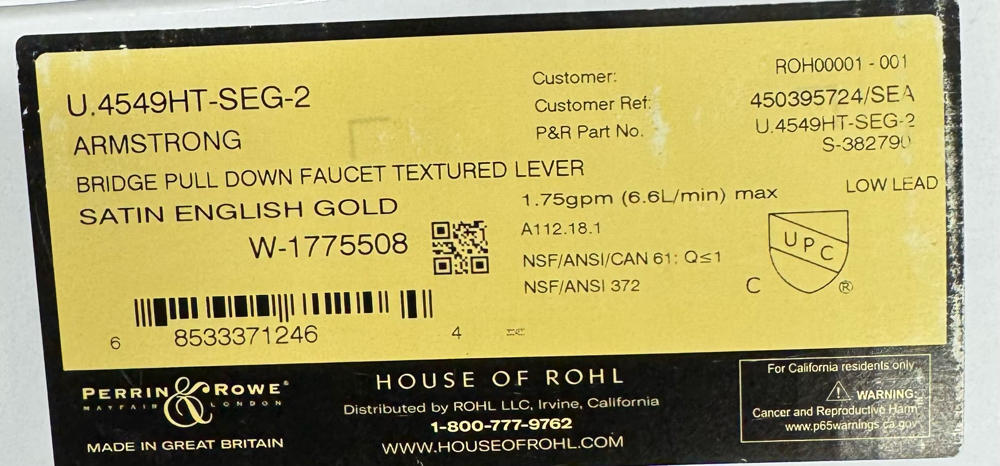 U.4549HT-SEG-2
ARMSTRONG
BRIDGE PULL DOWN FAUCET TEXTURED LEVER
SATIN ENGLISH GOLD
W-1775508
6 8533371246 4
Customer: ROH00001 - 001
Customer Ref: 450395724/SEA
P&R Part No. U.4549HT-SEG-2
S-382790
LOW LEAD
1.75gpm (6.6L/min) max
A112.18.1
NSF/ANSI/CAN 61: Q≤1
NSF/ANSI 372
C UPC ®
PERRIN & ROWE®
MAYFAIR LONDON
MADE IN GREAT BRITAIN
HOUSE OF ROHL
Distributed by ROHL LLC, Irvine, California
1-800-777-9762
WWW.HOUSEOFROHL.COM
For California residents only
WARNING:
Cancer and Reproductive Harm
www.p65warnings.ca.gov